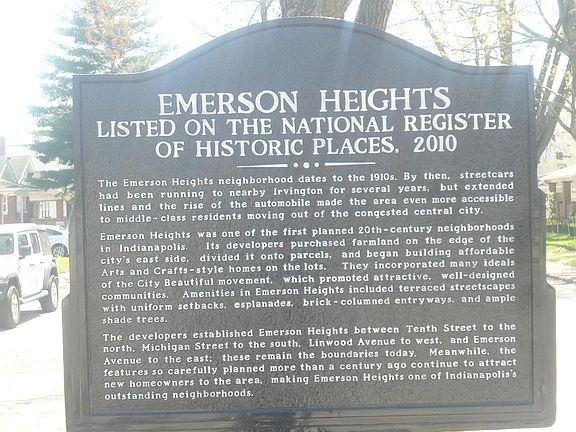 EMERSON HEIGHTS
LISTED ON THE NATIONAL REGISTER
OF HISTORIC PLACES, 2010
The Emerson Heights neighborhood dates to the 1910s. By then, streetcars
had been running to nearby Irvington for several years, but extended
lines and the rise of the automobile made the area even more accessible
to middle-class residents moving out of the congested central city.
Emerson Heights was one of the first planned 20th-century neighborhoods
in Indianapolis. Its developers purchased farmland on the edge of the
city's east side, divided it onto parcels, and began building affordable
Arts and Crafts-style homes on the lots. They incorporated many ideals
of the City Beautiful movement, which promoted attractive, well-designed
communities. Amenities in Emerson Heights included terraced streetscapes
with uniform setbacks, esplanades, brick-columned entryways, and ample
shade trees.
The developers established Emerson Heights between Tenth Street to the
north, Michigan Street to the south, Linwood Avenue to west, and Emerson
Avenue to the east; these remain the boundaries today. Meanwhile, the
features so carefully planned more than a century ago continue to attract
new homeowners to the area, making Emerson Heights one of Indianapolis's
outstanding neighborhoods.